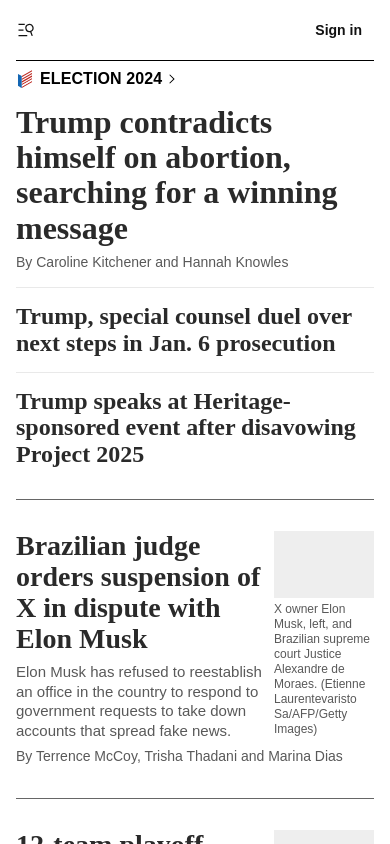 Sign in
ELECTION 2024
Trump contradicts
himself on abortion,
searching for a winning
message
By Caroline Kitchener and Hannah Knowles
Trump, special counsel duel over
next steps in Jan. 6 prosecution
Trump speaks at Heritage-
sponsored event after disavowing
Project 2025
Brazilian judge
orders suspension of
X in dispute with
Elon Musk
Elon Musk has refused to reestablish
an office in the country to respond to
government requests to take down
accounts that spread fake news.
By Terrence McCoy, Trisha Thadani and Marina Dias
X owner Elon
Musk, left, and
Brazilian supreme
court Justice
Alexandre de
Moraes. (Etienne
Laurentevaristo
Sa/AFP/Getty
Images)
12-team playoff